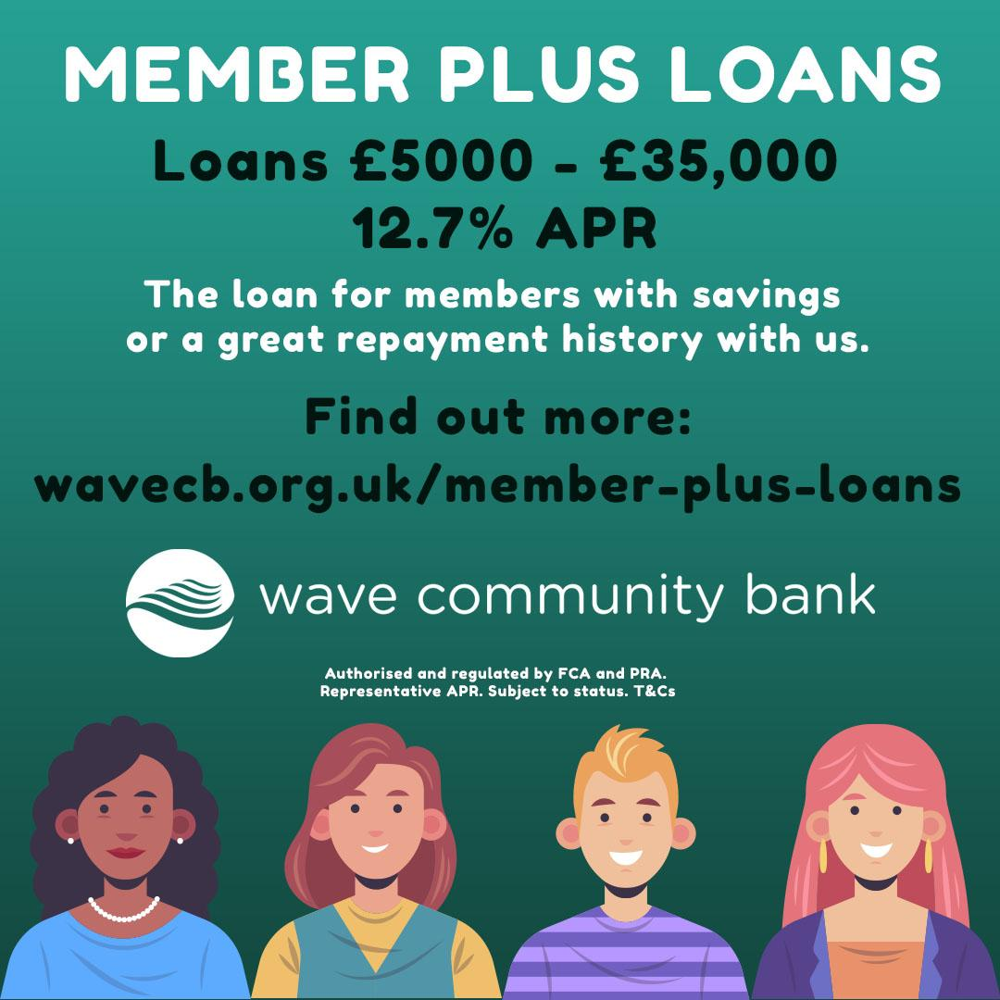 MEMBER PLUS LOANS
Loans £5000 - £35,000
12.7% APR
The loan for members with savings
or a great repayment history with us.
Find out more:
wavecb.org.uk/member-plus-loans
wave community bank
Authorised and regulated by FCA and PRA.
Representative APR. Subject to status. T&Cs